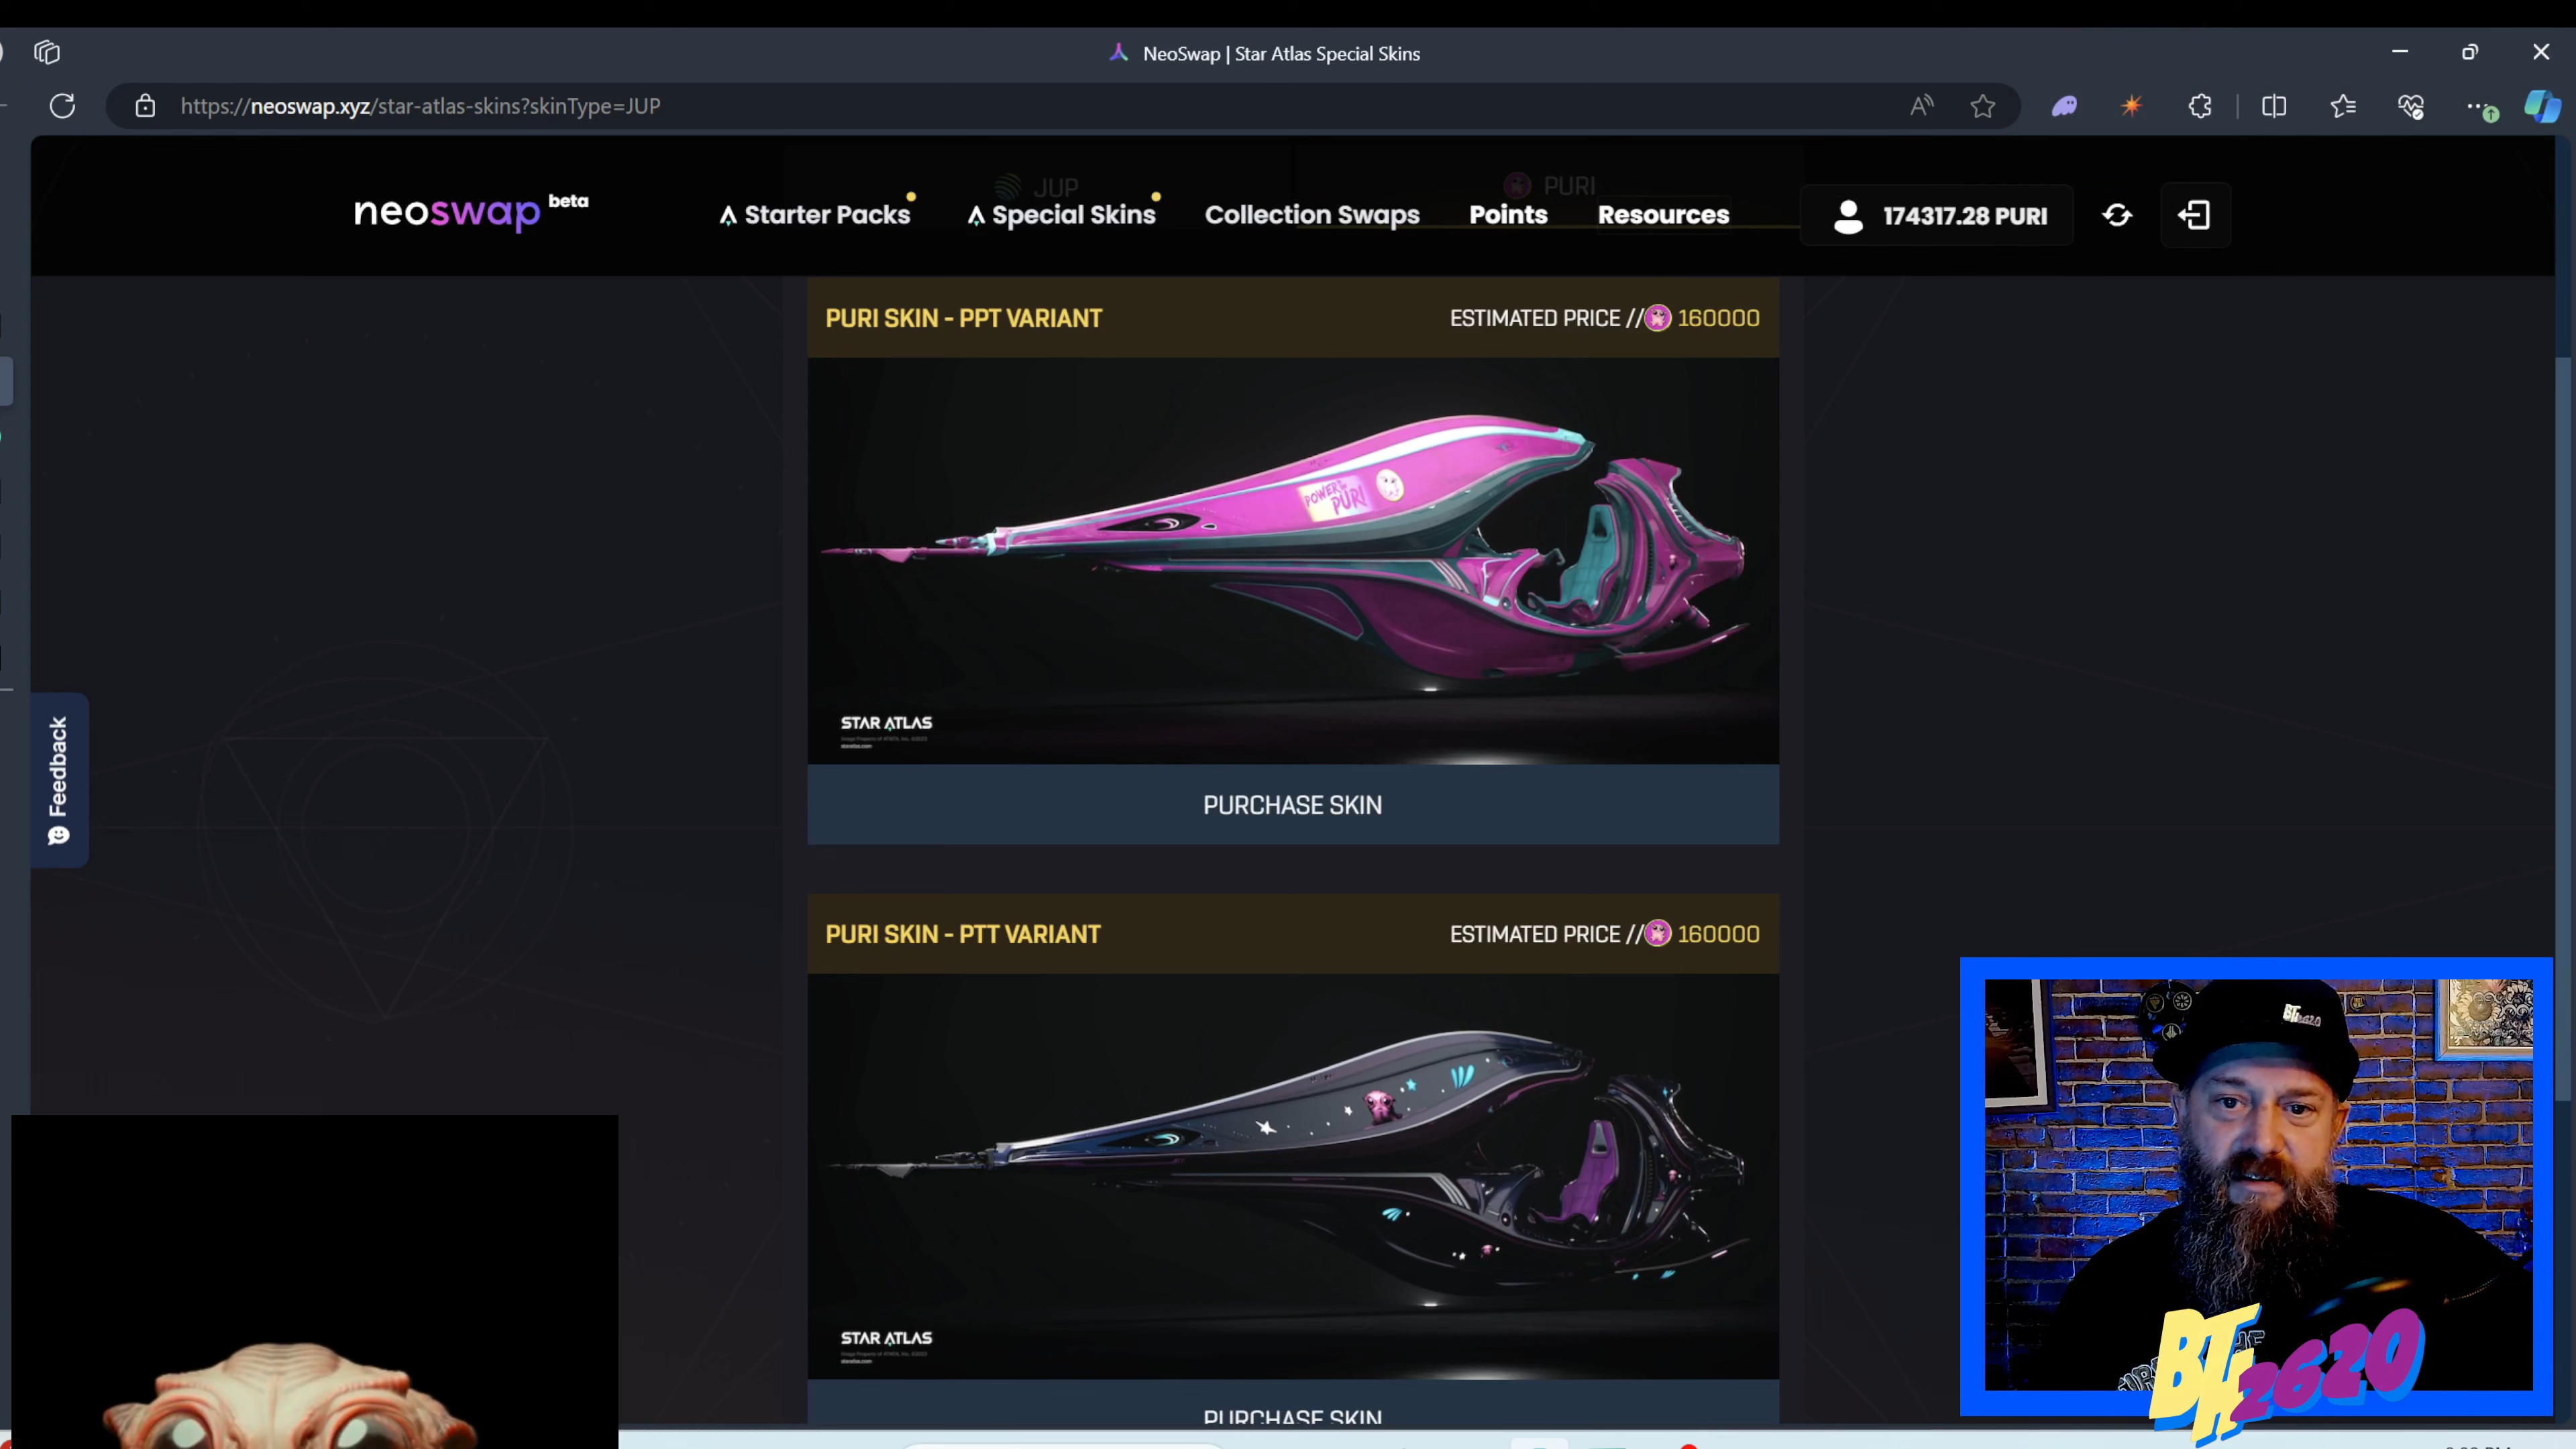 NeoSwap | Star Atlas Special Skins
https://neoswap.xyz/star-atlas-skins?skinType=JUP
JUP
PURI
neoswap beta
Starter Packs
Special Skins
Collection Swaps
Points
Resources
174317.28 PURI
PURI SKIN - PPT VARIANT
ESTIMATED PRICE // 160000
POWER
PURI
STAR ATLAS
PURCHASE SKIN
Feedback
PURI SKIN - PTT VARIANT
ESTIMATED PRICE // 160000
STAR ATLAS
PURCHASE SKIN
BTH2620
BTH2620